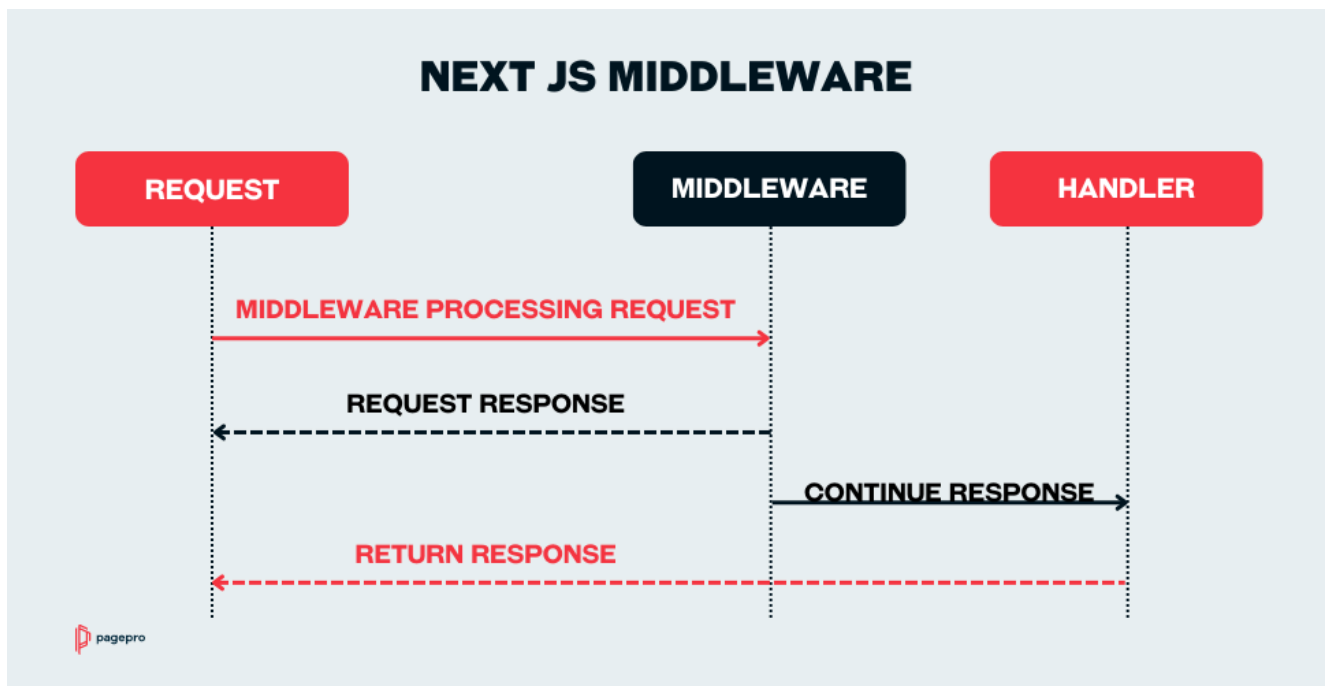 NEXT JS MIDDLEWARE
REQUEST
MIDDLEWARE
HANDLER
MIDDLEWARE PROCESSING REQUEST
REQUEST RESPONSE
CONTINUE RESPONSE
RETURN RESPONSE
pagepro